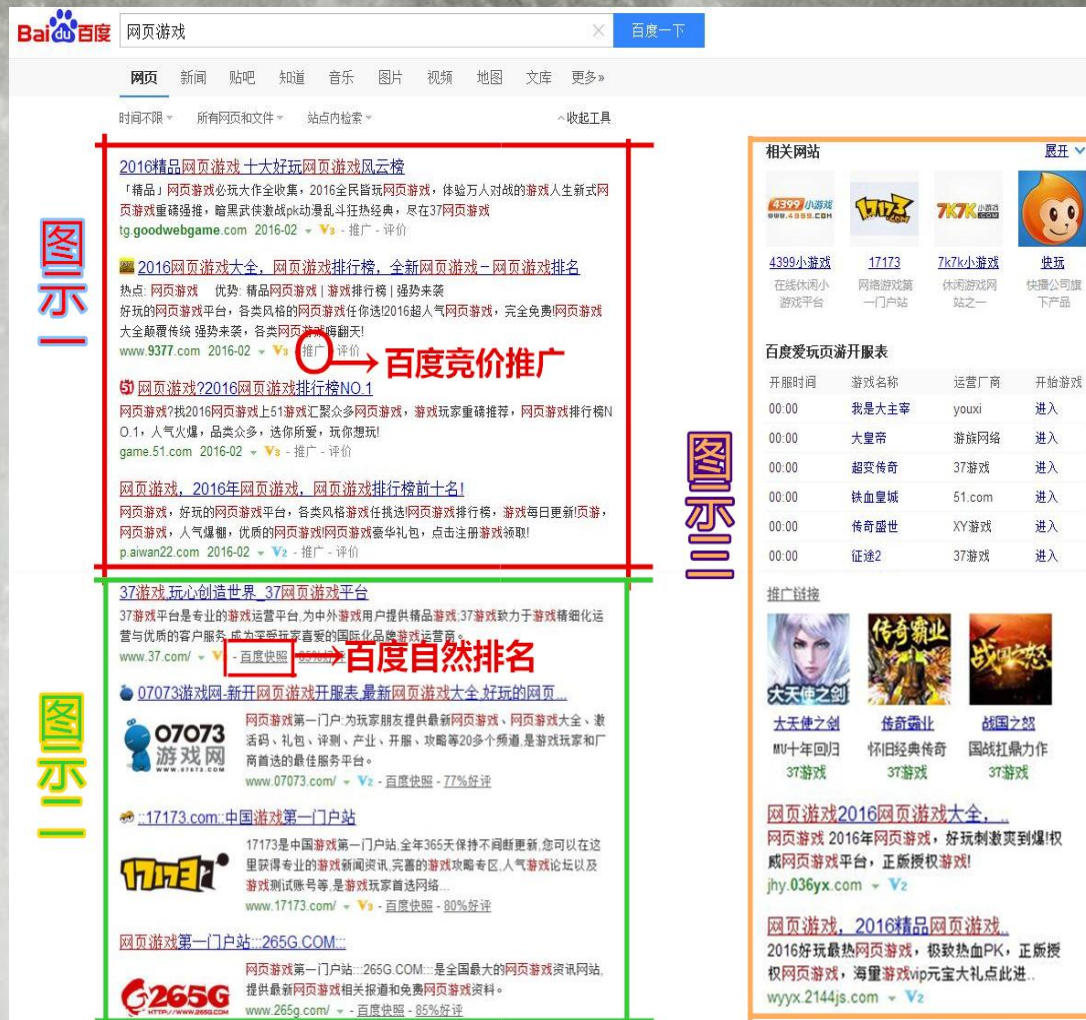 Bai du 百度
网页游戏
百度一下
网页 新闻 贴吧 知道 音乐 图片 视频 地图 文库 更多»
时间不限 所有网页和文件 站点内检索 收起工具
图示一
2016精品网页游戏 十大好玩网页游戏风云榜
「精品」网页游戏必玩大作全收集，2016全民皆玩网页游戏，体验万人对战的游戏人生新式网
页游戏重磅强推，暗黑武侠激战pk动漫乱斗狂热经典，尽在37网页游戏
tg.goodwebgame.com 2016-02 V3 - 推广 - 评价
2016网页游戏大全，网页游戏排行榜，全新网页游戏－网页游戏排名
热点: 网页游戏 优势: 精品网页游戏 | 游戏排行榜 | 强势来袭
好玩的网页游戏平台，各类风格的网页游戏任你选!2016超人气网页游戏，完全免费!网页游戏
大全颠覆传统 强势来袭，各类网页游戏嗨翻天!
www.9377.com 2016-02 V3 - 推广 - 评价
百度竞价推广
51 网页游戏?2016网页游戏排行榜NO.1
网页游戏?找2016网页游戏上51游戏汇聚众多网页游戏，游戏玩家重磅推荐，网页游戏排行榜N
O.1，人气火爆，品类众多，选你所爱，玩你想玩!
game.51.com 2016-02 V3 - 推广 - 评价
网页游戏，2016年网页游戏，网页游戏排行榜前十名!
网页游戏，好玩的网页游戏平台，各类风格游戏任挑选!网页游戏排行榜，游戏每日更新!页游，
网页游戏，人气爆棚，优质的网页游戏!网页游戏豪华礼包，点击注册游戏领取!
p.aiwan22.com 2016-02 V2 - 推广 - 评价
图示二
37游戏,玩心创造世界_37网页游戏平台
37游戏平台是专业的游戏运营平台,为中外游戏用户提供精品游戏;37游戏致力于游戏精细化运
营与优质的客户服务,成为深受玩家喜爱的国际化品牌游戏运营商。
www.37.com/ V - 百度快照 - 85%好评
百度自然排名
07073游戏网-新开网页游戏开服表,最新网页游戏大全,好玩的网页...
07073
游戏网
www.07073.com
网页游戏第一门户:为玩家朋友提供最新网页游戏、网页游戏大全、激
活码、礼包、评测、产业、开服、攻略等20多个频道,是游戏玩家和厂
商首选的最佳服务平台。
www.07073.com/ V2 - 百度快照 - 77%好评
:::17173.com::中国游戏第一门户站
17173
17173是中国游戏第一门户站,全年365天保持不间断更新,您可以在这
里获得专业的游戏新闻资讯,完善的游戏攻略专区,人气游戏论坛以及
游戏测试账号等,是游戏玩家首选网络...
www.17173.com/ V3 - 百度快照 - 80%好评
网页游戏第一门户站:::265G.COM:::
265G
HTTP://WWW.265G.COM
网页游戏第一门户站:::265G.COM:::是全国最大的网页游戏资讯网站,
提供最新网页游戏相关报道和免费网页游戏资料。
www.265g.com/ - 百度快照 - 85%好评
图示三
相关网站 展开
4399小游戏 17173 7K7K小游戏
www.4399.com .COM
4399小游戏 17173 7k7k小游戏 快玩
在线休闲小 网络游戏第 休闲游戏网 快播公司旗
游戏平台 一门户站 站之一 下产品
百度爱玩页游开服表
开服时间 游戏名称 运营厂商 开始游戏
00:00 我是大主宰 youxi 进入
00:00 大皇帝 游族网络 进入
00:00 超变传奇 37游戏 进入
00:00 铁血皇城 51.com 进入
00:00 传奇盛世 XY游戏 进入
00:00 征途2 37游戏 进入
推广链接
大天使之剑 传奇霸业 战国之怒
大天使之剑 传奇霸业 战国之怒
MU十年回归 怀旧经典传奇 国战扛鼎力作
37游戏 37游戏 37游戏
网页游戏2016网页游戏大全，..
网页游戏 2016年网页游戏，好玩刺激爽到爆!权
威网页游戏平台，正版授权游戏!
jhy.036yx.com V2
网页游戏，2016精品网页游戏..
2016好玩最热网页游戏，极致热血PK，正版授
权网页游戏，海量游戏vip元宝大礼点此进..
wyyx.2144js.com V2